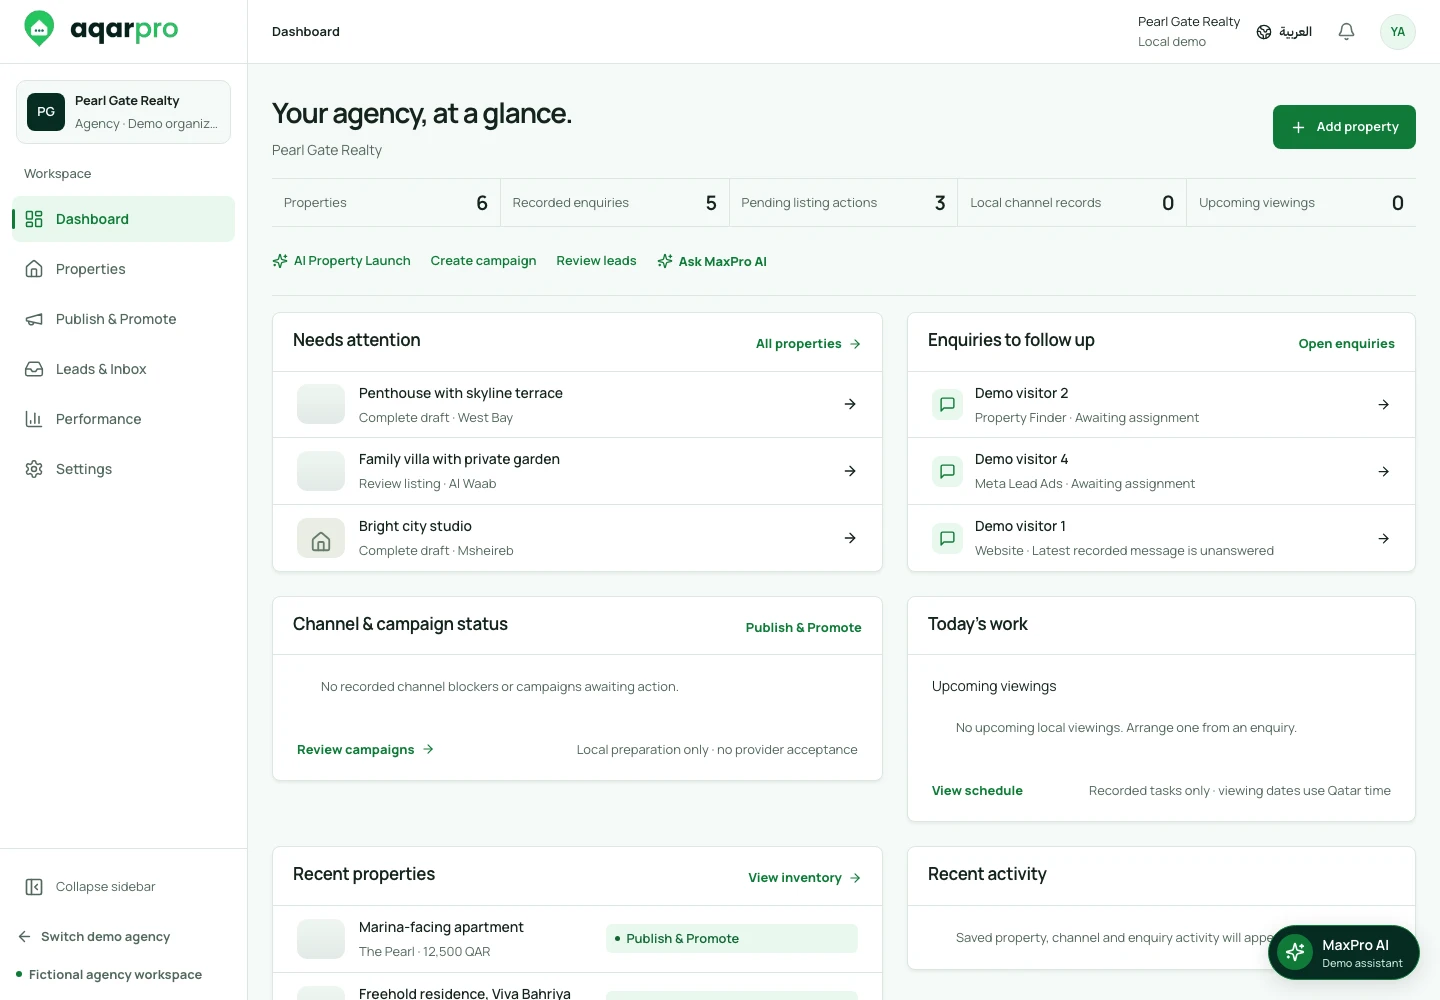 aqarpro
Dashboard
Pearl Gate Realty
Local demo
العربية
YA
PG
Pearl Gate Realty
Agency · Demo organiz...
Workspace
Dashboard
Properties
Publish & Promote
Leads & Inbox
Performance
Settings
Collapse sidebar
Switch demo agency
Fictional agency workspace
Your agency, at a glance.
Pearl Gate Realty
Add property
Properties 6
Recorded enquiries 5
Pending listing actions 3
Local channel records 0
Upcoming viewings 0
AI Property Launch
Create campaign
Review leads
Ask MaxPro AI
Needs attention
All properties
Penthouse with skyline terrace
Complete draft · West Bay
Family villa with private garden
Review listing · Al Waab
Bright city studio
Complete draft · Msheireb
Enquiries to follow up
Open enquiries
Demo visitor 2
Property Finder · Awaiting assignment
Demo visitor 4
Meta Lead Ads · Awaiting assignment
Demo visitor 1
Website · Latest recorded message is unanswered
Channel & campaign status
Publish & Promote
No recorded channel blockers or campaigns awaiting action.
Review campaigns
Local preparation only · no provider acceptance
Today's work
Upcoming viewings
No upcoming local viewings. Arrange one from an enquiry.
View schedule
Recorded tasks only · viewing dates use Qatar time
Recent properties
View inventory
Marina-facing apartment
The Pearl · 12,500 QAR
Publish & Promote
Freehold residence, Viva Bahriya
Recent activity
Saved property, channel and enquiry activity will appe
MaxPro AI
Demo assistant